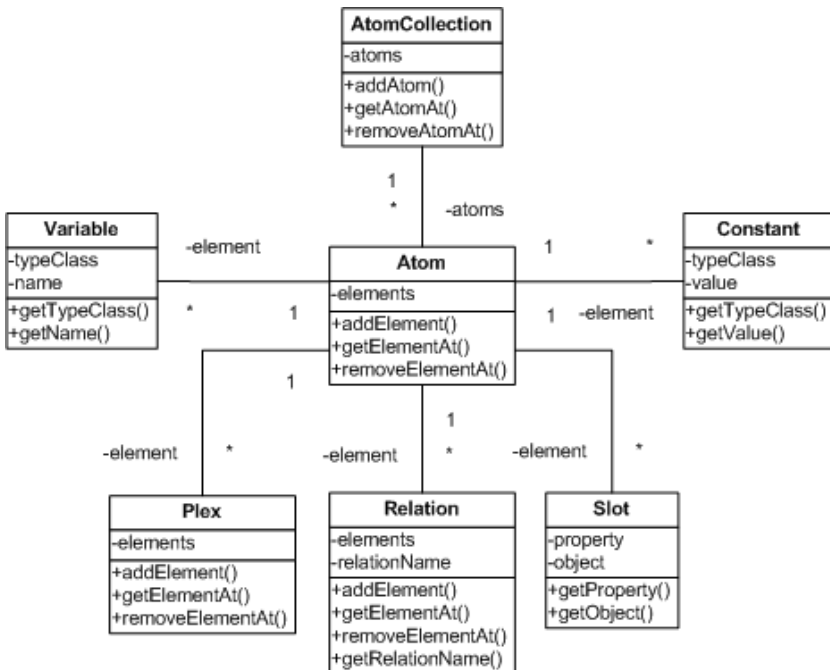 AtomCollection
-atoms
+addAtom()
+getAtomAt()
+removeAtomAt()
1
*
-atoms
Variable
-typeClass
-name
+getTypeClass()
+getName()
-element
*
1
Atom
-elements
+addElement()
+getElementAt()
+removeElementAt()
1
*
-element
Constant
-typeClass
-value
+getTypeClass()
+getValue()
1
-element
*
Plex
-elements
+addElement()
+getElementAt()
+removeElementAt()
1
-element
*
Relation
-elements
-relationName
+addElement()
+getElementAt()
+removeElementAt()
+getRelationName()
1
-element
*
Slot
-property
-object
+getProperty()
+getObject()